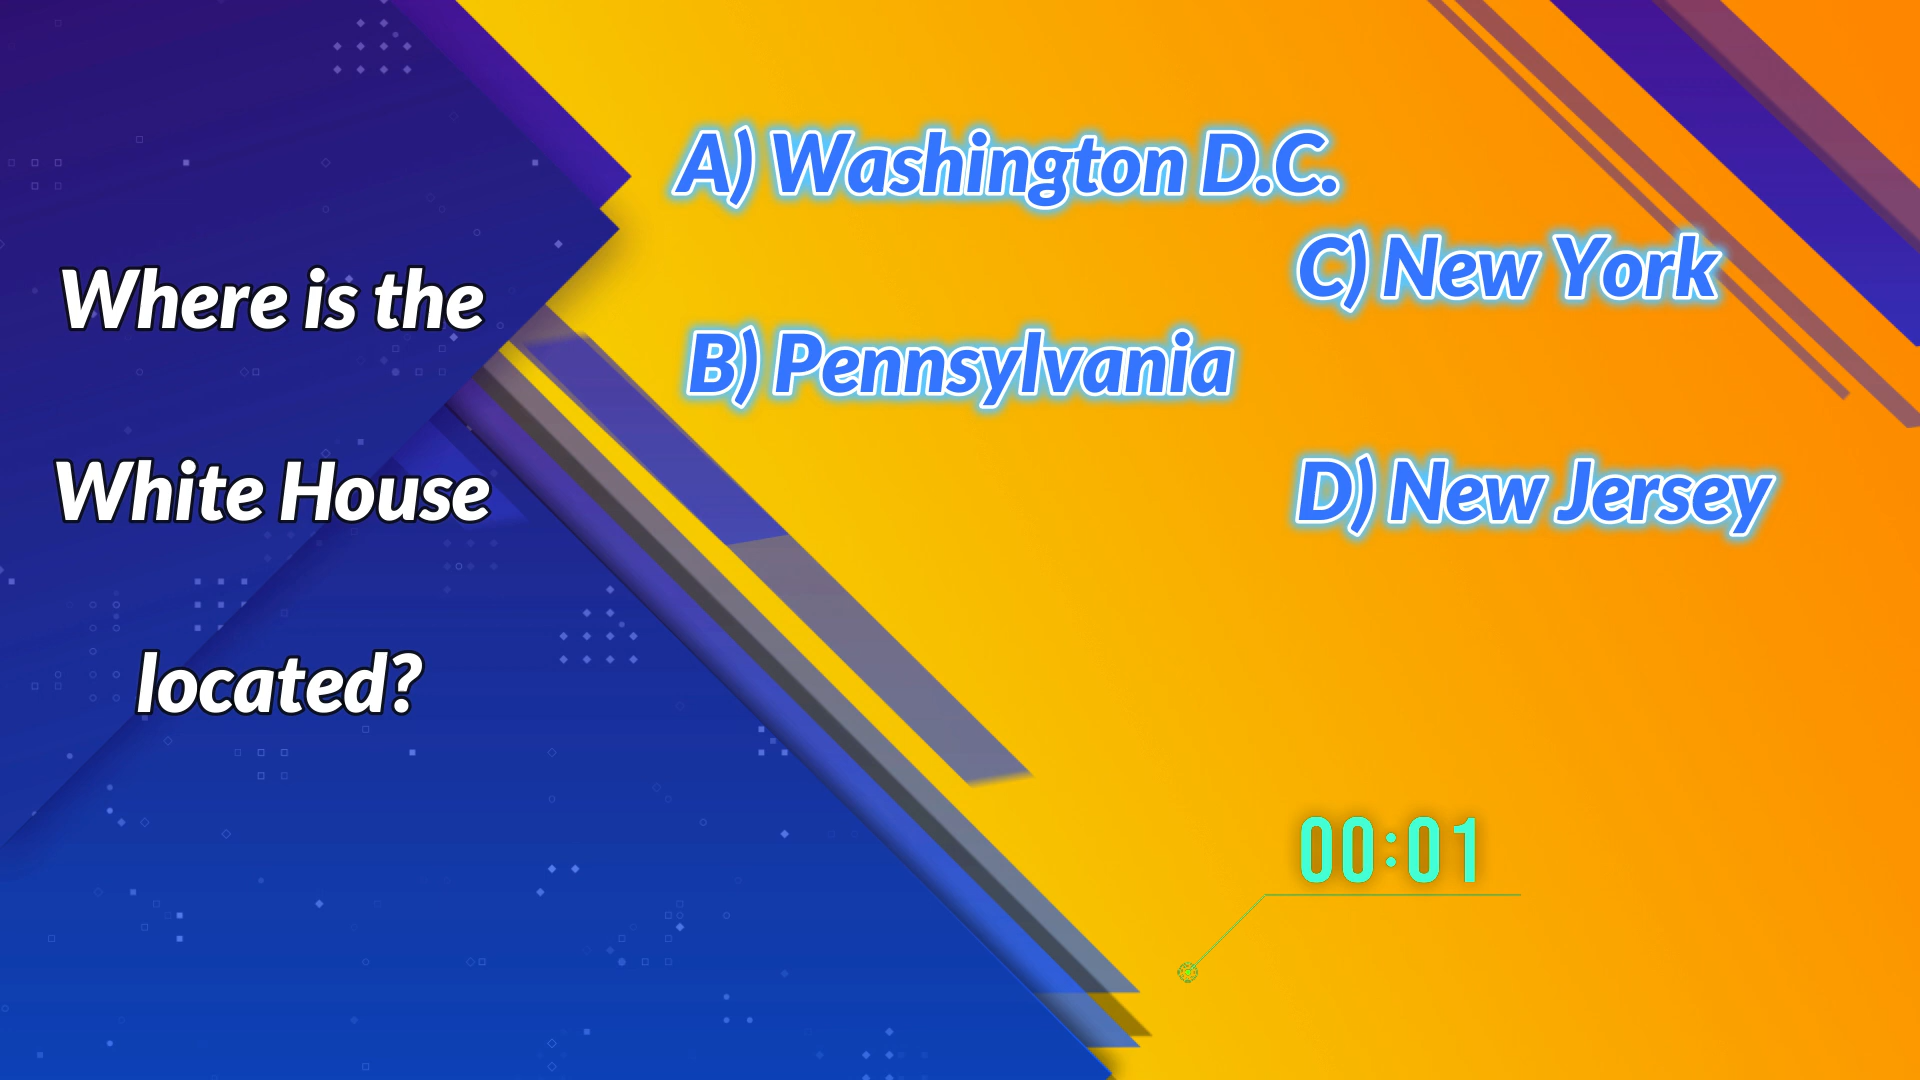 Where is the
White House
located?
A) Washington D.C.
B) Pennsylvania
C) New York
D) New Jersey
00:01